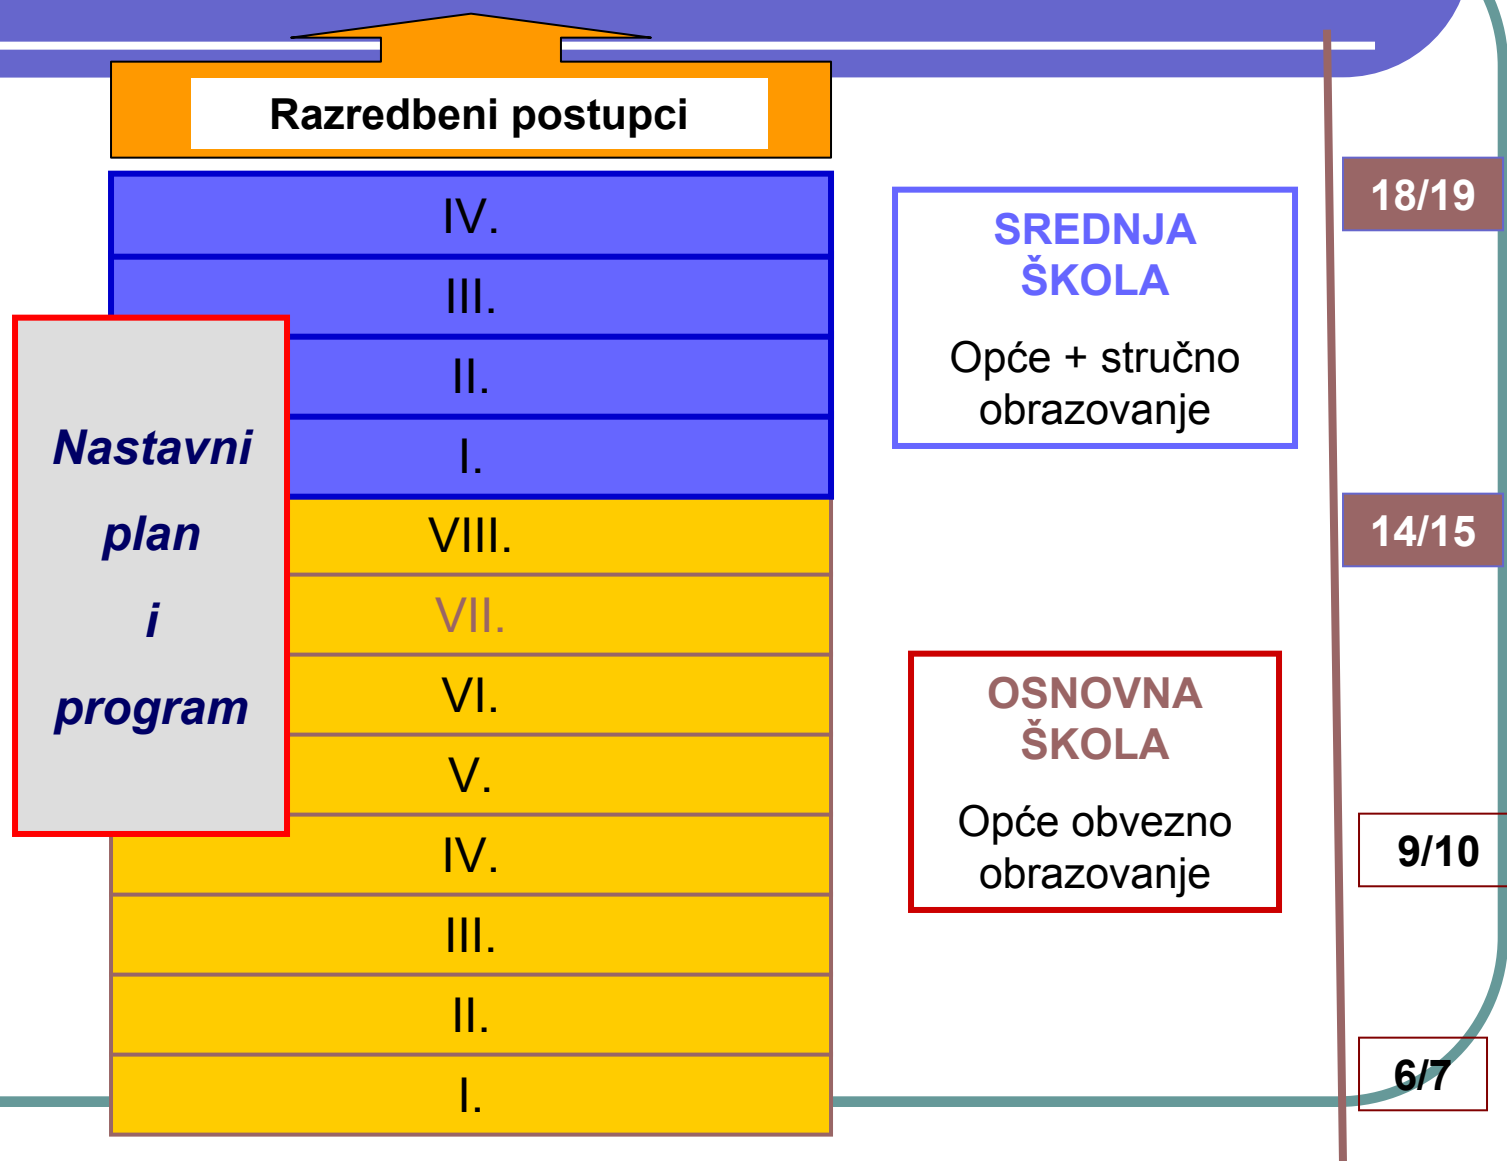 Razredbeni postupci
IV.
III.
II.
I.
VIII.
VII.
VI.
V.
IV.
III.
II.
I.
Nastavni
plan
i
program
SREDNJA
ŠKOLA
Opće + stručno
obrazovanje
OSNOVNA
ŠKOLA
Opće obvezno
obrazovanje
18/19
14/15
9/10
6/7